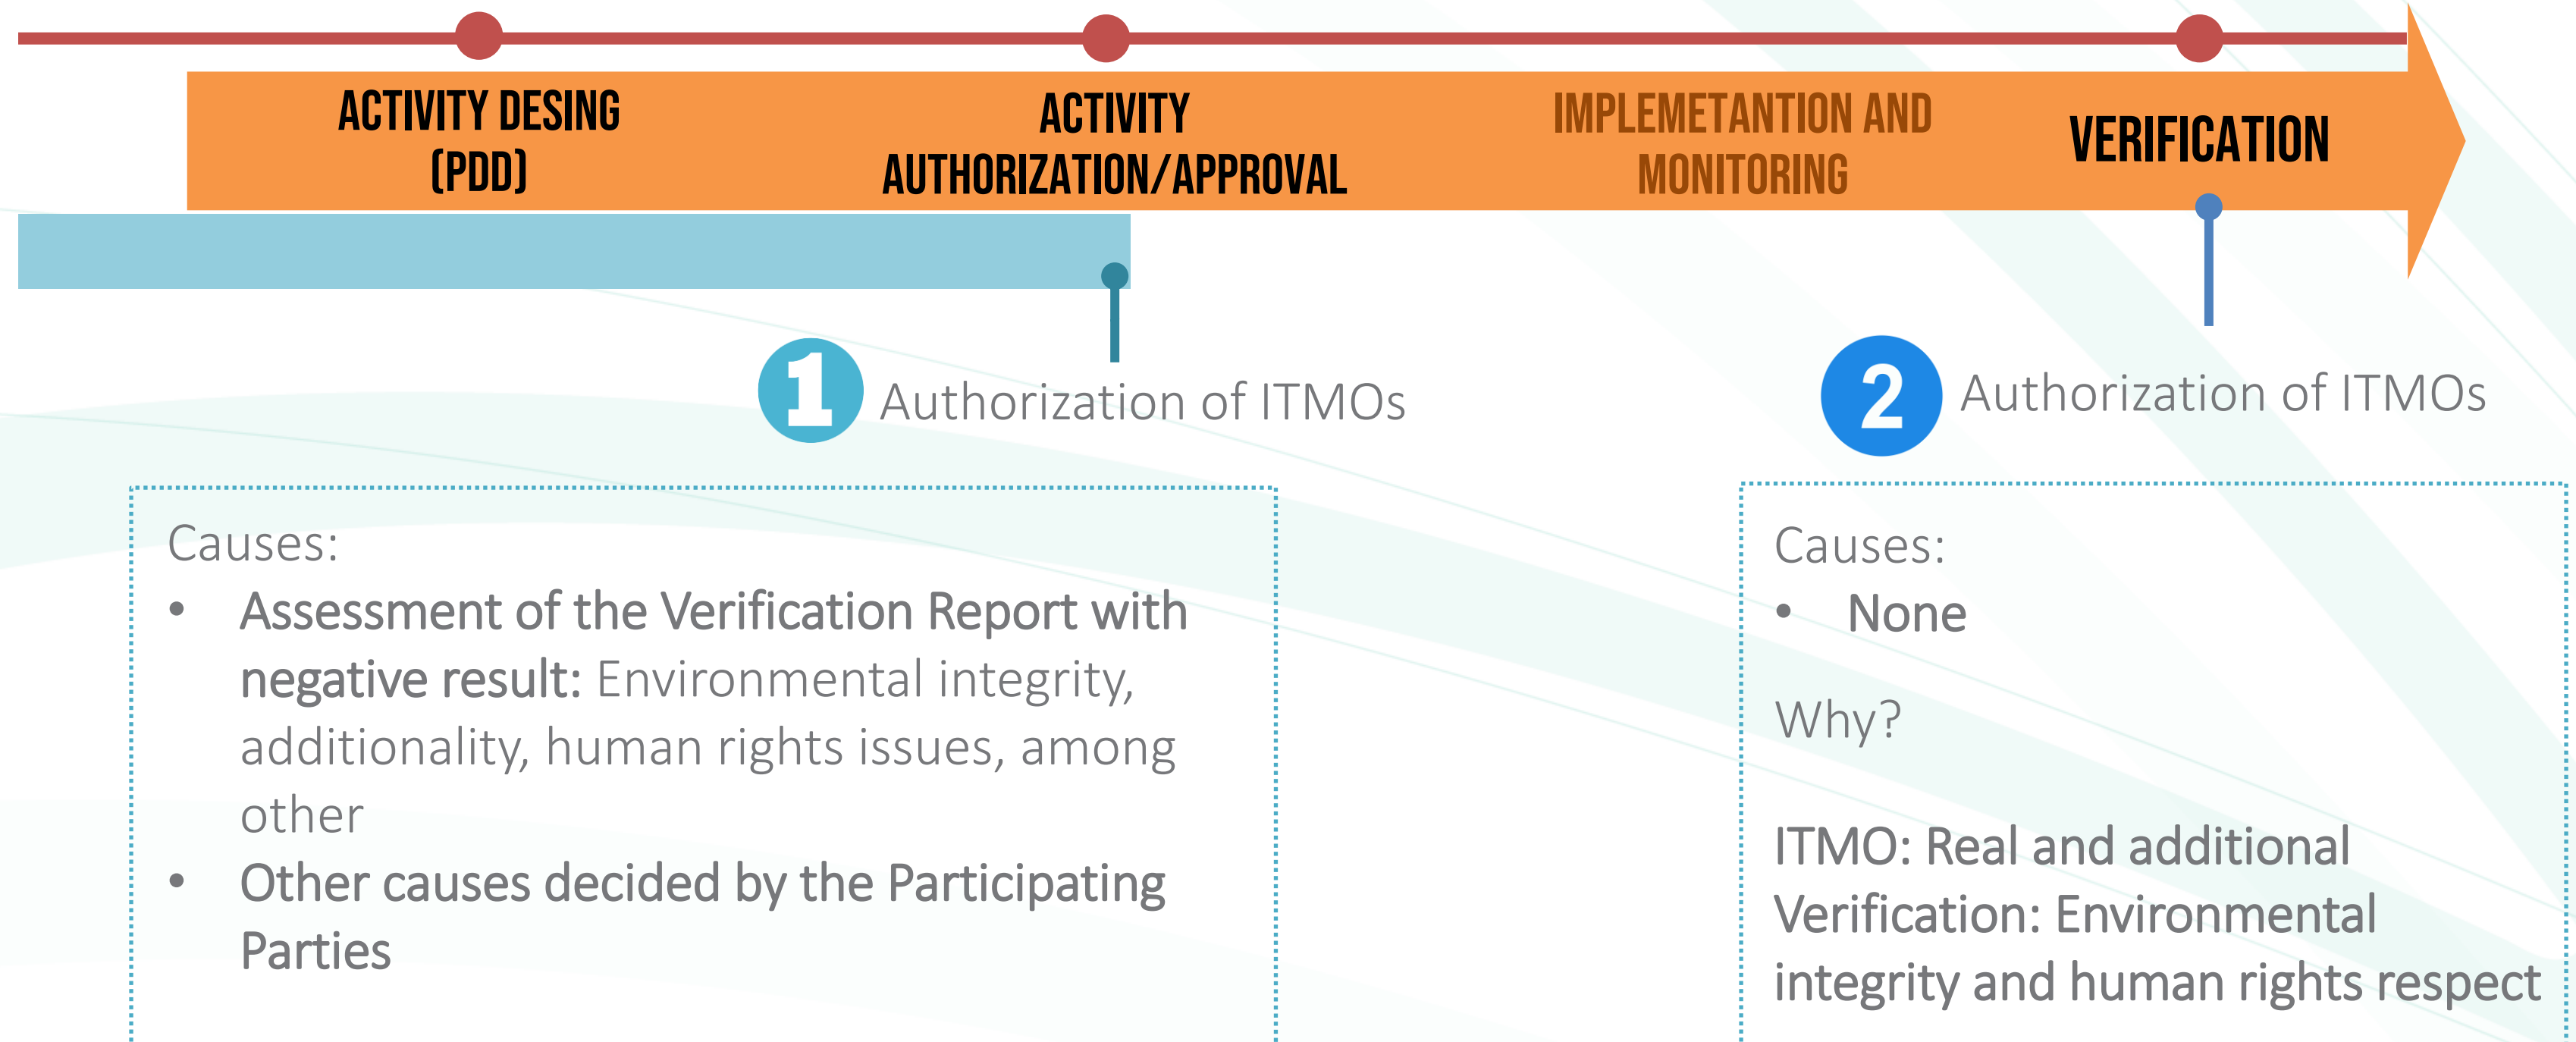 ACTIVITY DESING
(PDD)
ACTIVITY
AUTHORIZATION/APPROVAL
IMPLEMETANTION AND
MONITORING
VERIFICATION
1 Authorization of ITMOs
Causes:
• Assessment of the Verification Report with
negative result: Environmental integrity,
additionality, human rights issues, among
other
• Other causes decided by the Participating
Parties
2 Authorization of ITMOs
Causes:
• None
Why?
ITMO: Real and additional
Verification: Environmental
integrity and human rights respect